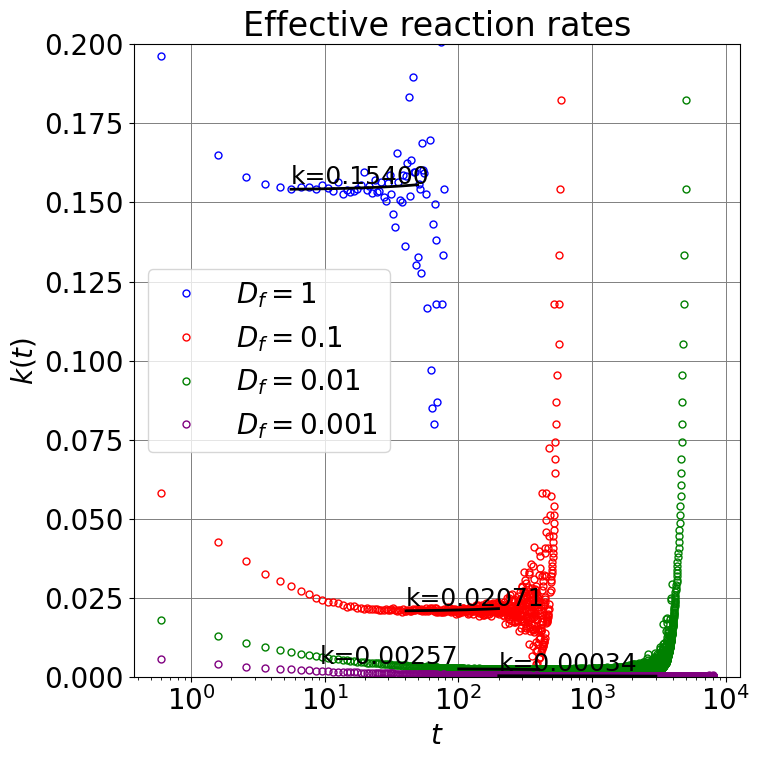 Effective reaction rates
0.200
0.175
k=0.15400
0.150
0.125
D_f = 1
D_f = 0.1
0.100
k(t)
D_f = 0.01
D_f = 0.001
0.075
0.050
0.025
k=0.02071
k=0.00257
k=0.00034
0.000
10^0 10^1 10^2 10^3 10^4
t